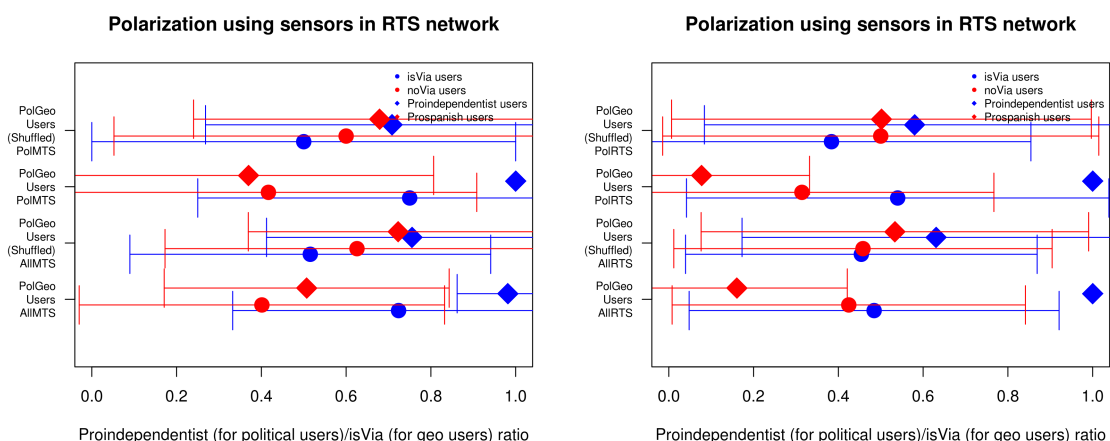 Polarization using sensors in RTS network
isVia users
noVia users
Proindependentist users
Prospanish users
PolGeo
Users
(Shuffled)
PolMTS
PolGeo
Users
PolMTS
PolGeo
Users
(Shuffled)
AllMTS
PolGeo
Users
AllMTS
0.0 0.2 0.4 0.6 0.8 1.0
Proindependentist (for political users)/isVia (for geo users) ratio
Polarization using sensors in RTS network
isVia users
noVia users
Proindependentist users
Prospanish users
PolGeo
Users
(Shuffled)
PolRTS
PolGeo
Users
PolRTS
PolGeo
Users
(Shuffled)
AllRTS
PolGeo
Users
AllRTS
0.0 0.2 0.4 0.6 0.8 1.0
Proindependentist (for political users)/isVia (for geo users) ratio